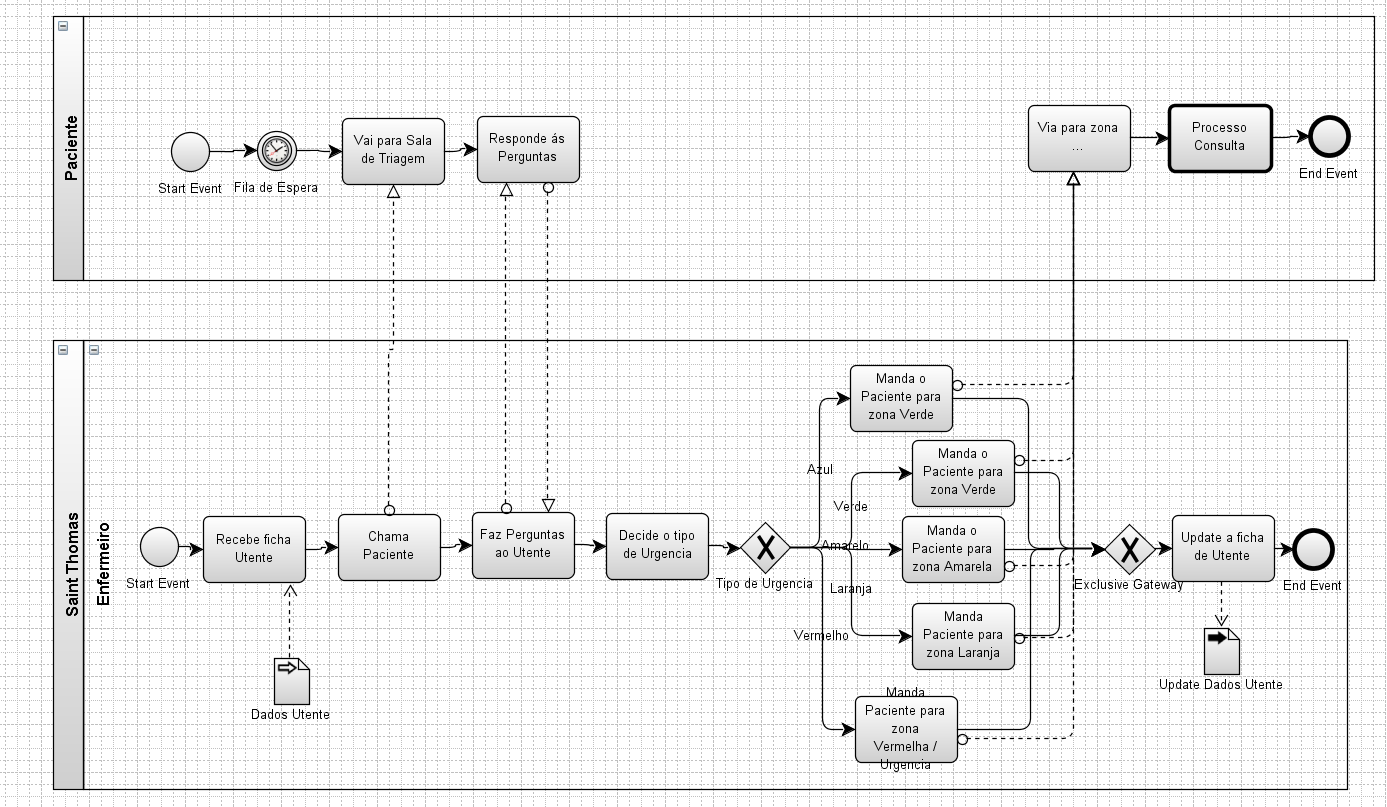 Paciente
Start Event
Fila de Espera
Vai para Sala
de Triagem
Responde ás
Perguntas
Via para zona
...
Processo
Consulta
End Event
Saint Thomas
Enfermeiro
Start Event
Recebe ficha
Utente
Dados Utente
Chama
Paciente
Faz Perguntas
ao Utente
Decide o tipo
de Urgencia
Tipo de Urgencia
Azul
Verde
Amarelo
Laranja
Vermelho
Manda o
Paciente para
zona Verde
Manda o
Paciente para
zona Verde
Manda o
Paciente para
zona Amarela
Manda
Paciente para
zona Laranja
Manda
Paciente para
zona
Vermelha /
Urgencia
Exclusive Gateway
Update a ficha
de Utente
Update Dados Utente
End Event